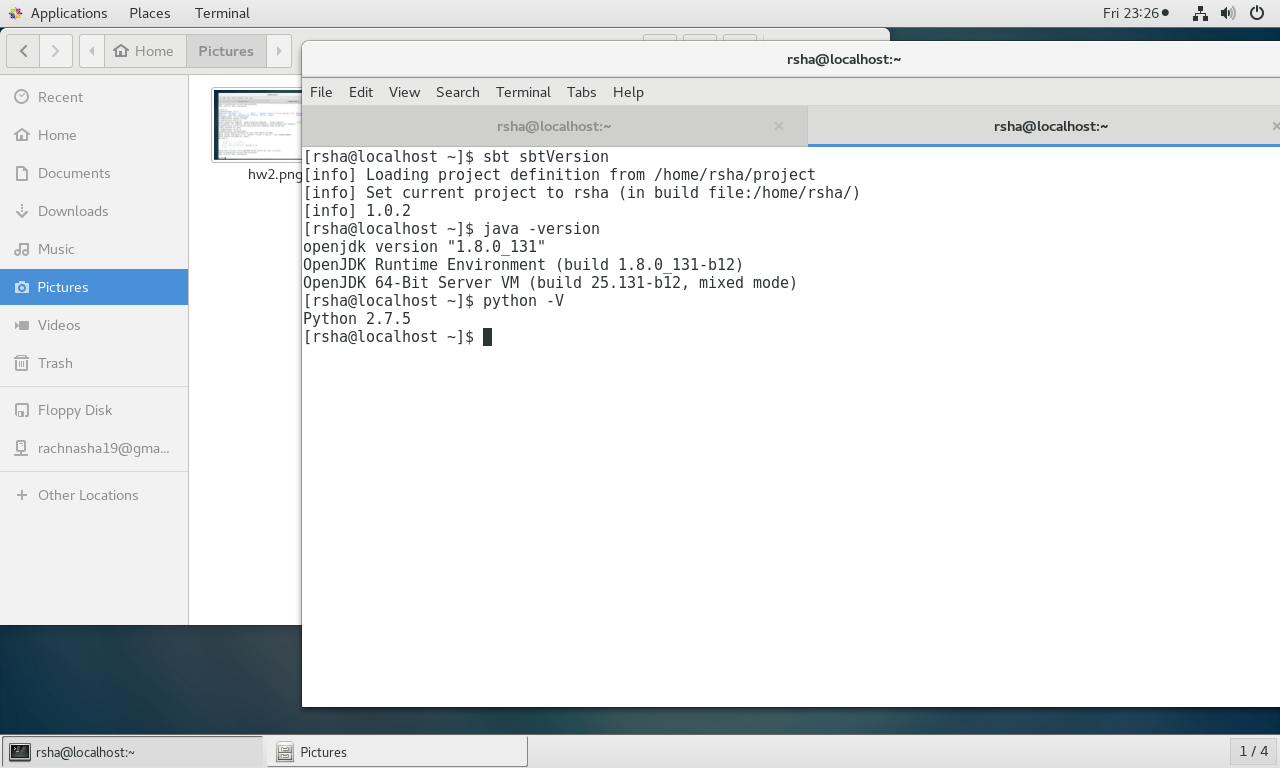 Applications Places Terminal Fri 23:26
Home Pictures
rsha@localhost:~
Recent
Home
Documents
Downloads
Music
Pictures
Videos
Trash
Floppy Disk
rachnasha19@gma...
Other Locations
hw2.png
File Edit View Search Terminal Tabs Help
rsha@localhost:~ rsha@localhost:~
[rsha@localhost ~]$ sbt sbtVersion
[info] Loading project definition from /home/rsha/project
[info] Set current project to rsha (in build file:/home/rsha/)
[info] 1.0.2
[rsha@localhost ~]$ java -version
openjdk version "1.8.0_131"
OpenJDK Runtime Environment (build 1.8.0_131-b12)
OpenJDK 64-Bit Server VM (build 25.131-b12, mixed mode)
[rsha@localhost ~]$ python -V
Python 2.7.5
[rsha@localhost ~]$
rsha@localhost:~ Pictures 1 / 4